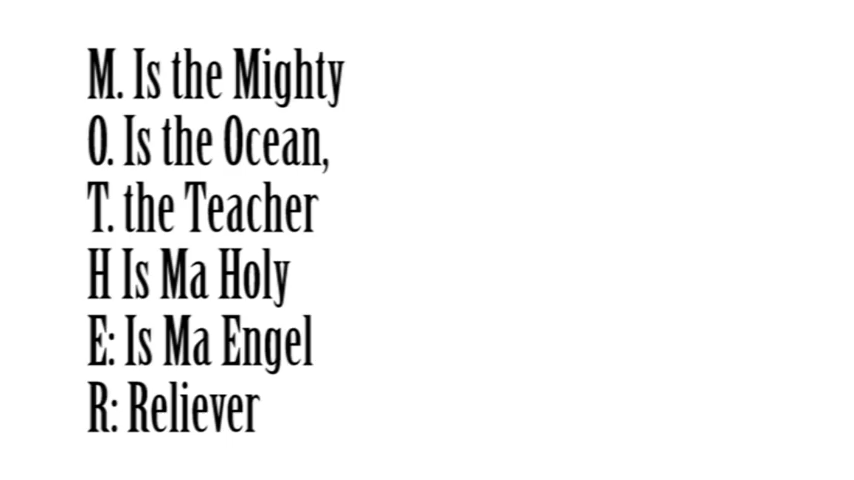 M. Is the Mighty
O. Is the Ocean,
T. the Teacher
H Is Ma Holy
E: Is Ma Engel
R: Reliever